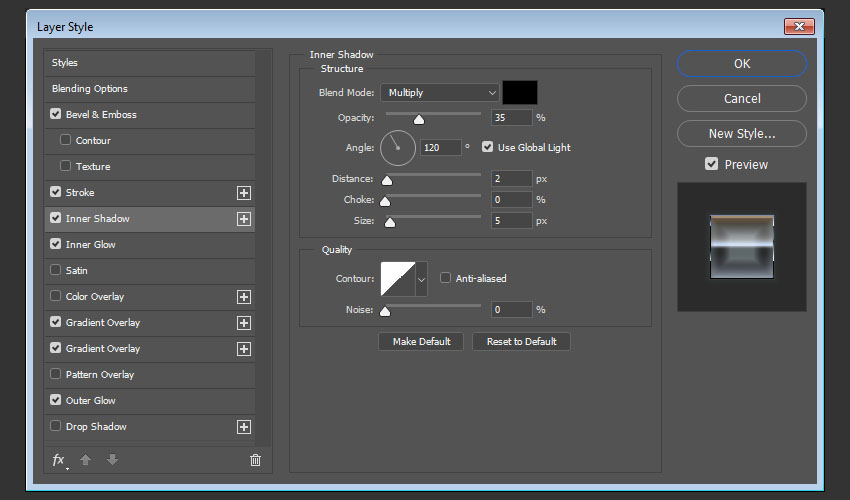 Layer Style
Styles
Blending Options
Bevel & Emboss
Contour
Texture
Stroke
Inner Shadow
Inner Glow
Satin
Color Overlay
Gradient Overlay
Gradient Overlay
Pattern Overlay
Outer Glow
Drop Shadow
fx
Inner Shadow
Structure
Blend Mode: Multiply
Opacity: 35 %
Angle: 120 ° Use Global Light
Distance: 2 px
Choke: 0 %
Size: 5 px
Quality
Contour: Anti-aliased
Noise: 0 %
Make Default Reset to Default
OK
Cancel
New Style...
Preview